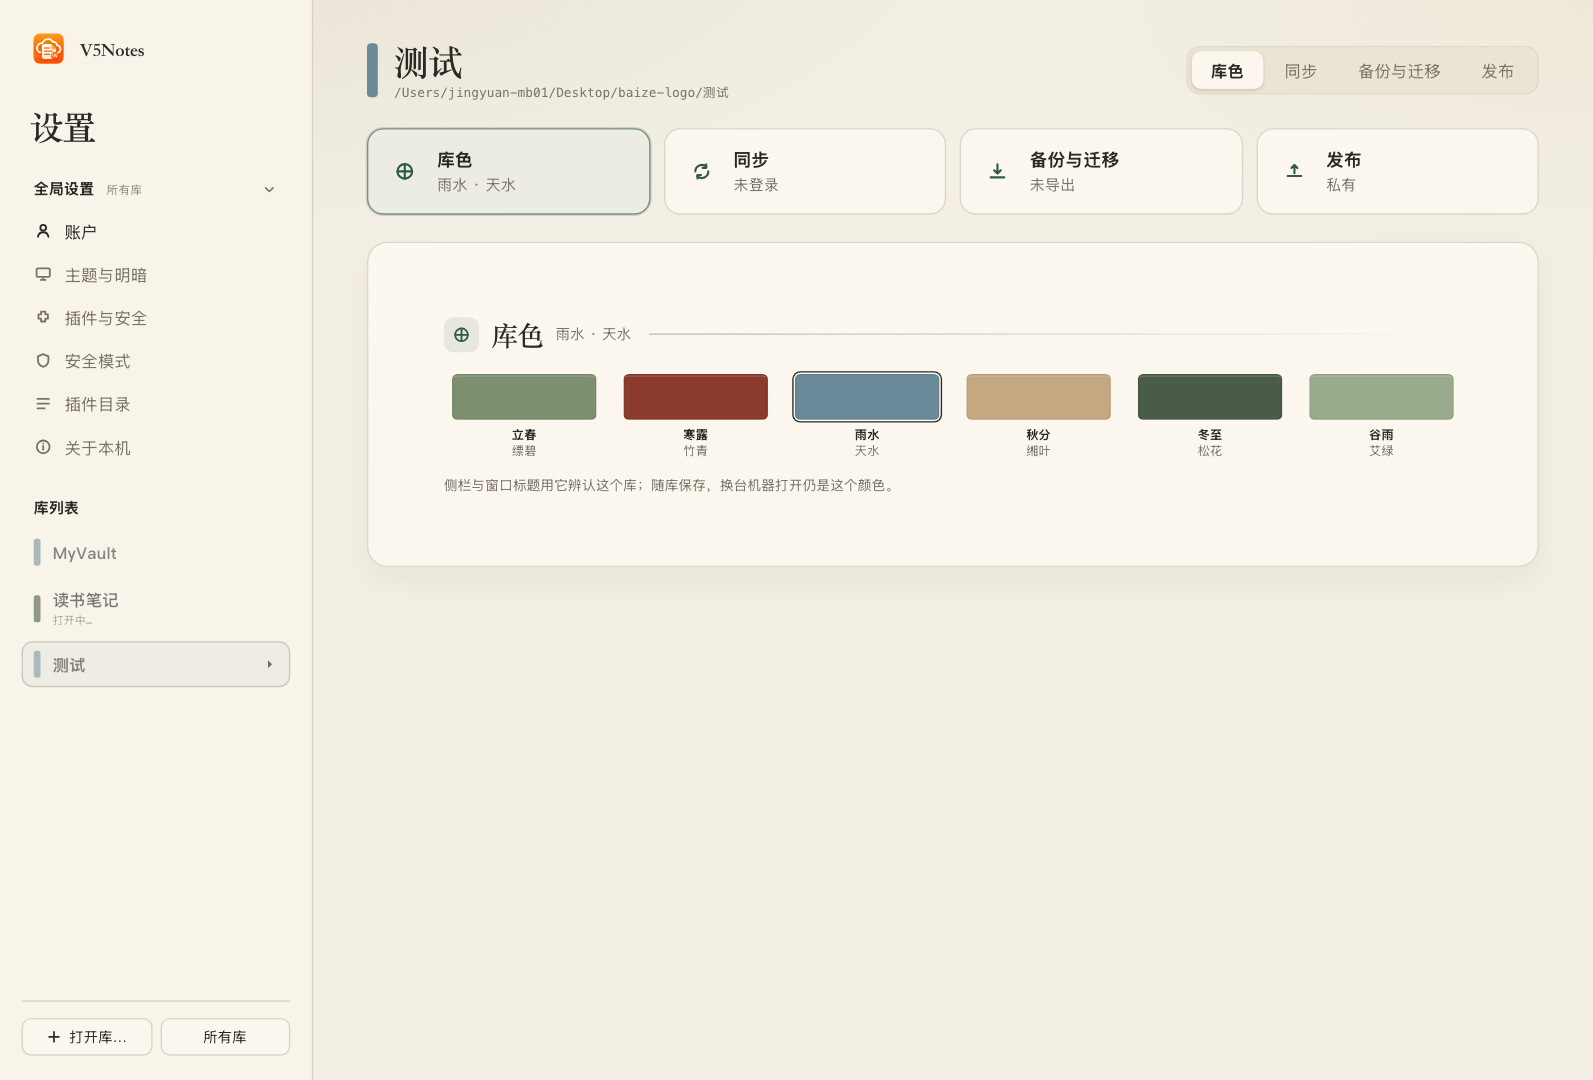 V5Notes
设置
全局设置 所有库
账户
主题与明暗
插件与安全
安全模式
插件目录
关于本机
库列表
MyVault
读书笔记
打开中…
测试
打开库…
所有库
测试
/Users/jingyuan-mb01/Desktop/baize-logo/测试
库色 同步 备份与迁移 发布
库色
雨水 · 天水
同步
未登录
备份与迁移
未导出
发布
私有
库色 雨水 · 天水
立春
缥碧
寒露
竹青
雨水
天水
秋分
缃叶
冬至
松花
谷雨
艾绿
侧栏与窗口标题用它辨认这个库；随库保存，换台机器打开仍是这个颜色。